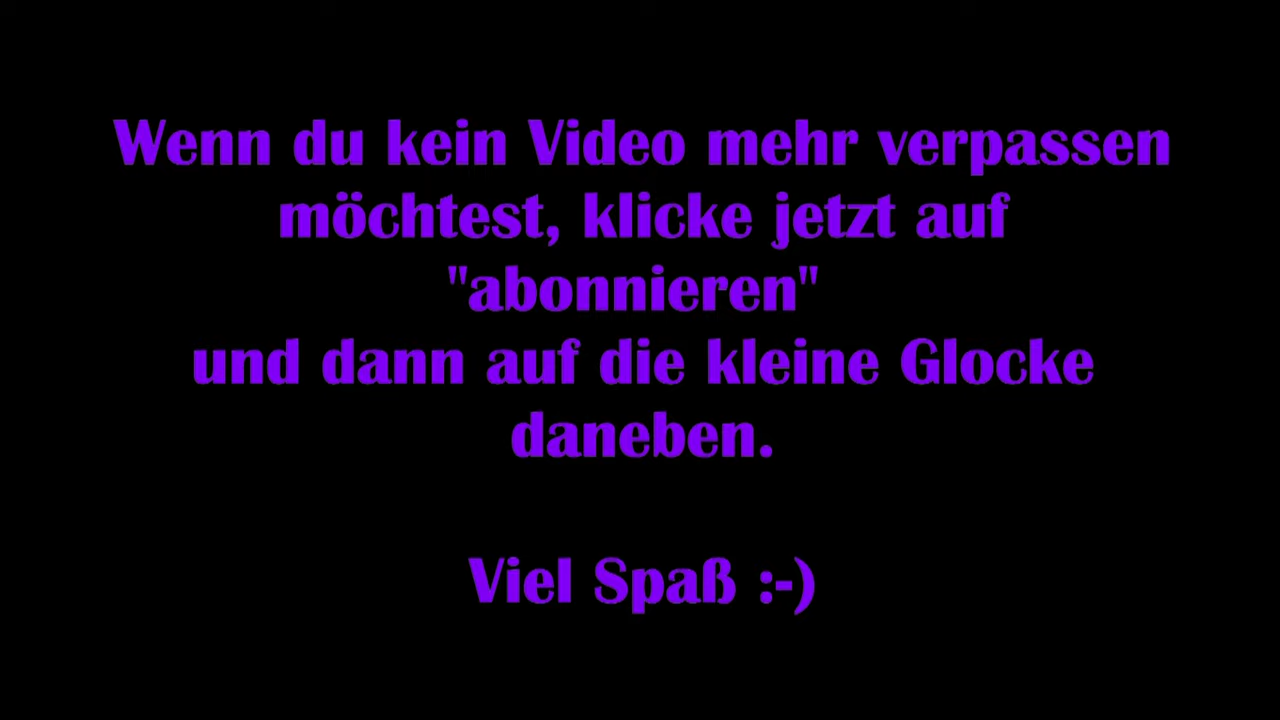 Wenn du kein Video mehr verpassen
möchtest, klicke jetzt auf
"abonnieren"
und dann auf die kleine Glocke
daneben.
Viel Spaß :-)